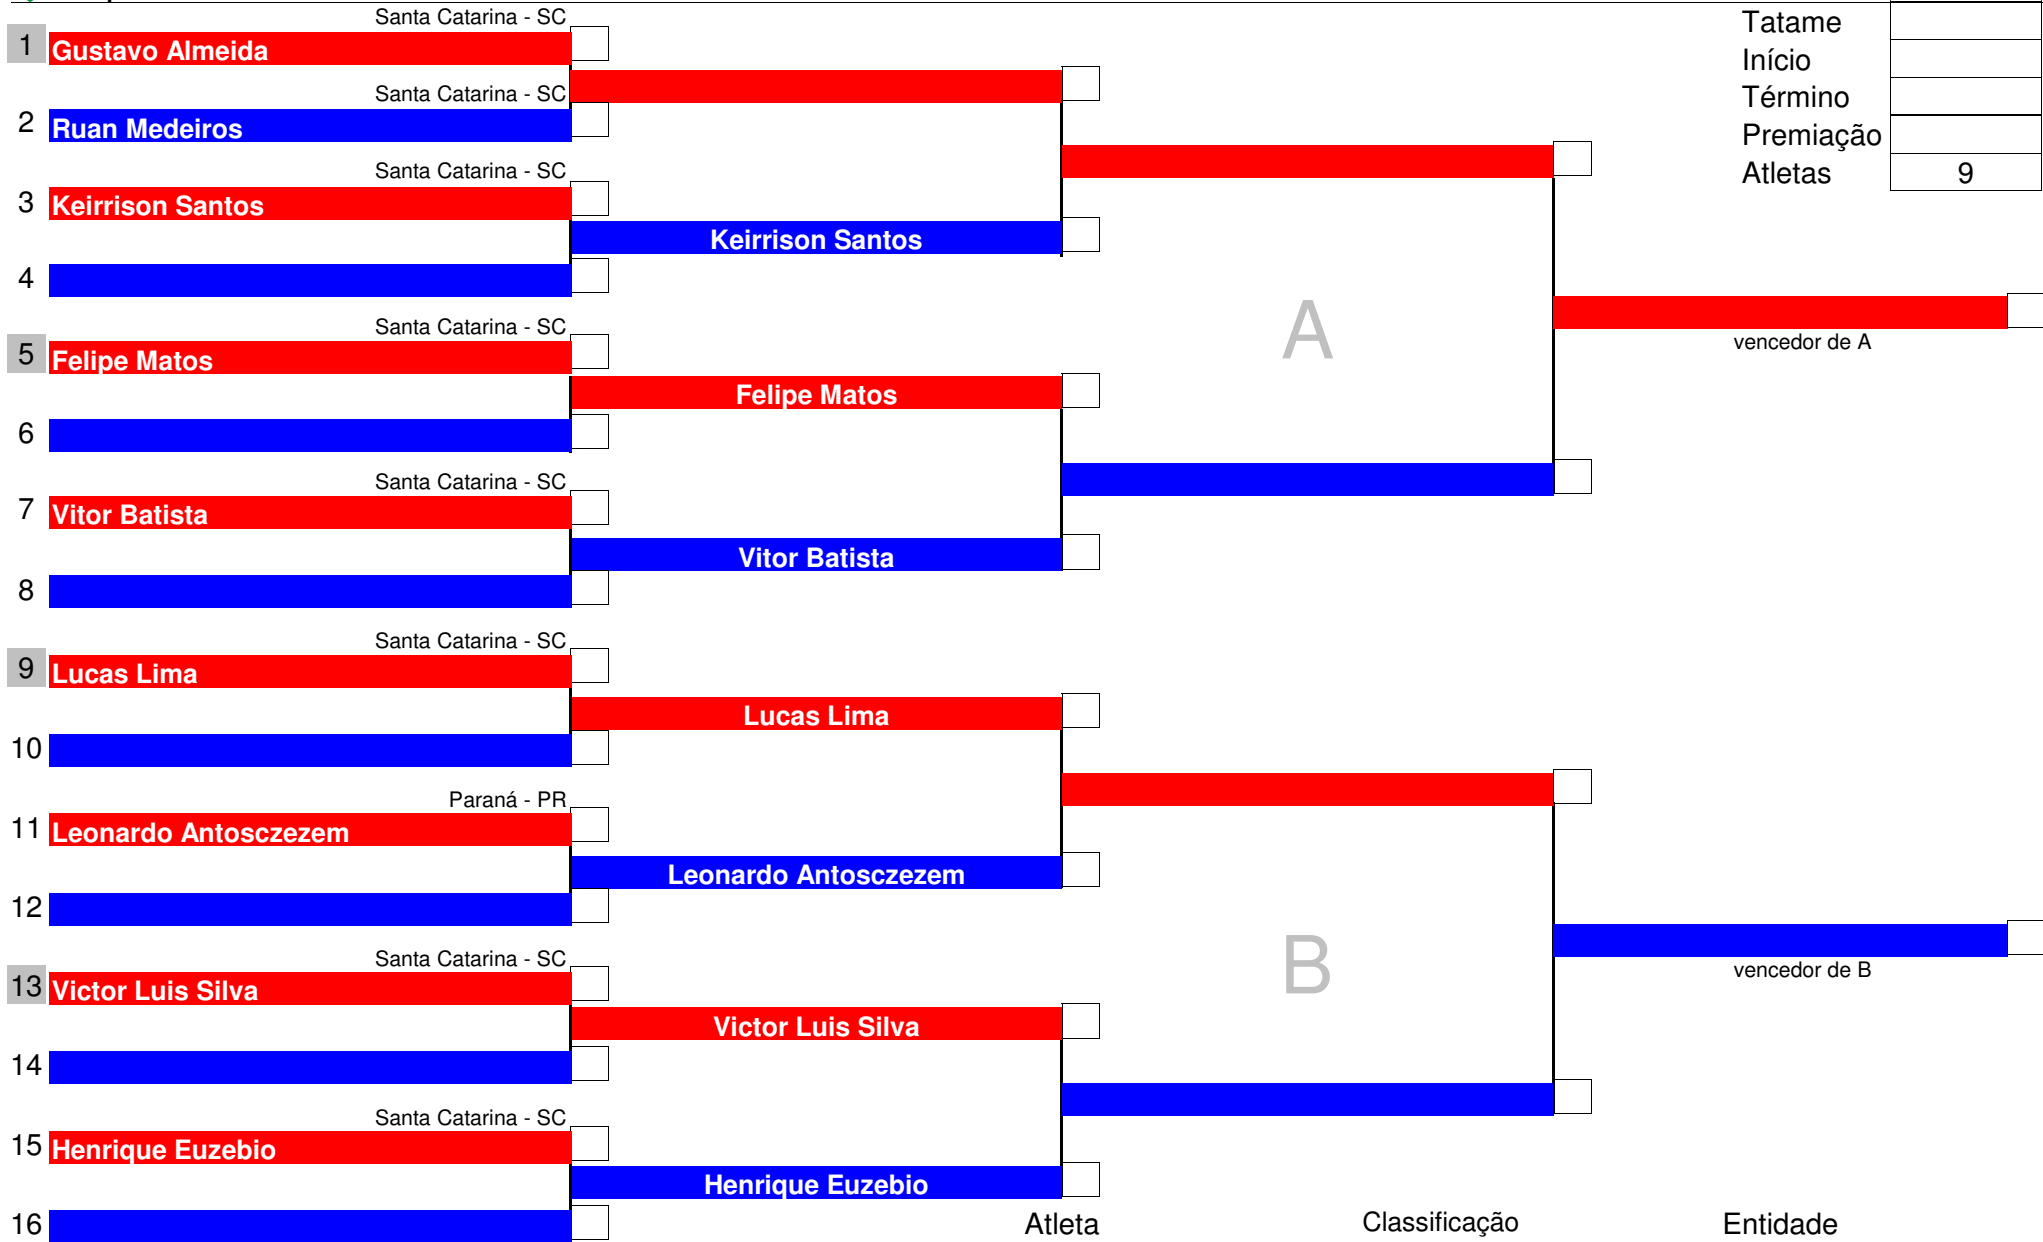 Santa Catarina - SC
1 Gustavo Almeida
Santa Catarina - SC
2 Ruan Medeiros
Santa Catarina - SC
3 Keirrison Santos
Keirrison Santos
4
Santa Catarina - SC
5 Felipe Matos
Felipe Matos
6
Santa Catarina - SC
7 Vitor Batista
Vitor Batista
8
Santa Catarina - SC
9 Lucas Lima
Lucas Lima
10
Paraná - PR
11 Leonardo Antosczezem
Leonardo Antosczezem
12
Santa Catarina - SC
13 Victor Luis Silva
Victor Luis Silva
14
Santa Catarina - SC
15 Henrique Euzebio
Henrique Euzebio
16
A
B
Tatame
Início
Término
Premiação
Atletas 9
vencedor de A
vencedor de B
Atleta Classificação Entidade